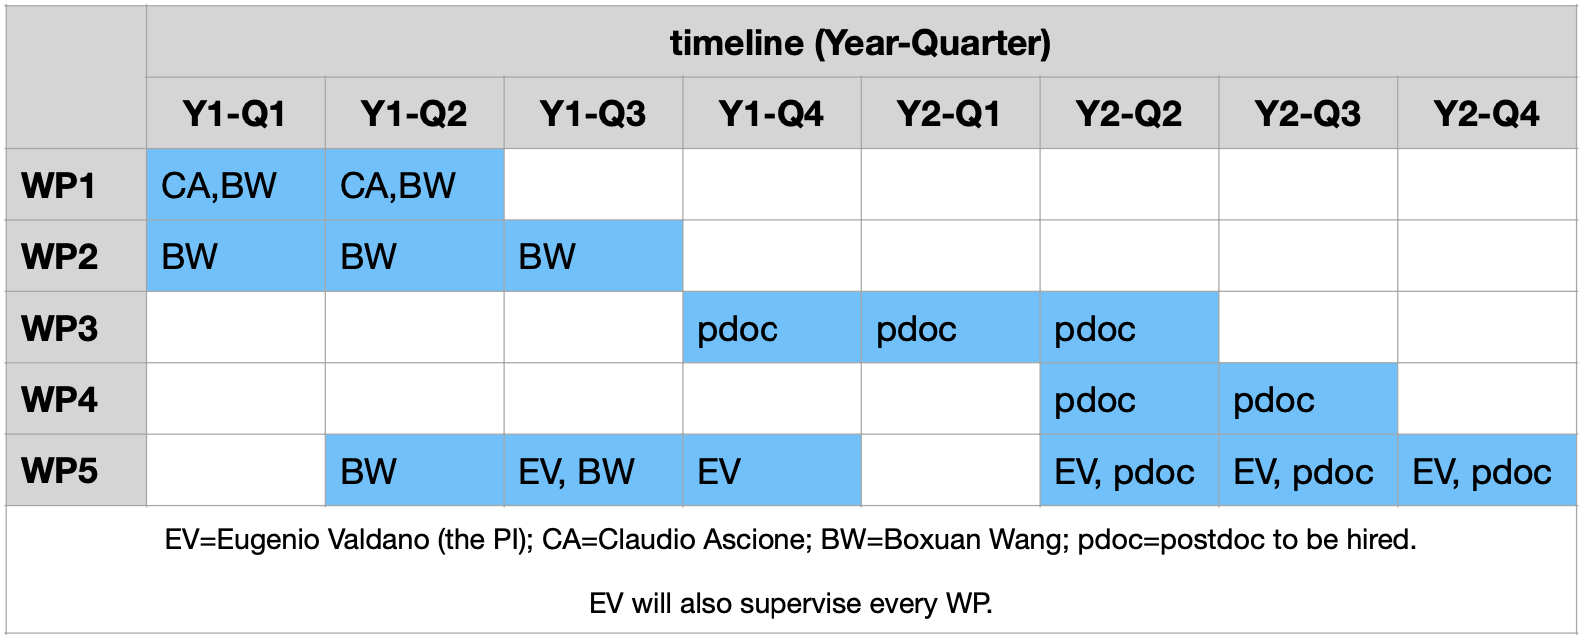 timeline (Year-Quarter)
Y1-Q1 Y1-Q2 Y1-Q3 Y1-Q4 Y2-Q1 Y2-Q2 Y2-Q3 Y2-Q4
WP1 CA,BW CA,BW
WP2 BW BW BW
WP3 pdoc pdoc pdoc
WP4 pdoc pdoc
WP5 BW EV, BW EV EV, pdoc EV, pdoc EV, pdoc
EV=Eugenio Valdano (the PI); CA=Claudio Ascione; BW=Boxuan Wang; pdoc=postdoc to be hired.
EV will also supervise every WP.